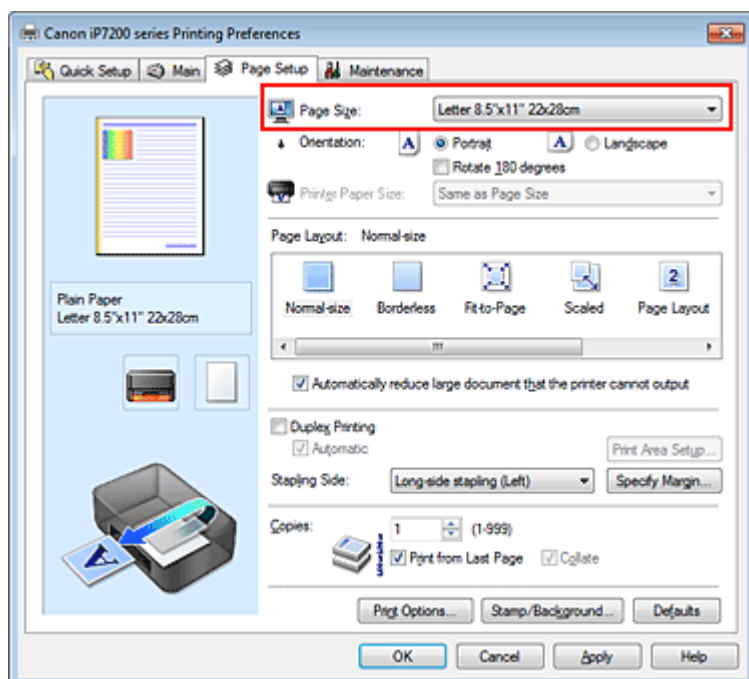 Canon iP7200 series Printing Preferences
Quick Setup Main Page Setup Maintenance
Page Size: Letter 8.5"x11" 22x28cm
Orientation: A Portrait A Landscape
Rotate 180 degrees
Printer Paper Size: Same as Page Size
Page Layout: Normal-size
2
Normal-size Borderless Fit-to-Page Scaled Page Layout
Automatically reduce large document that the printer cannot output
Plain Paper
Letter 8.5"x11" 22x28cm
Duplex Printing
Automatic Print Area Setup...
Stapling Side: Long-side stapling (Left) Specify Margin...
Copies: 1 (1-999)
Print from Last Page Collate
A
Print Options... Stamp/Background... Defaults
OK Cancel Apply Help